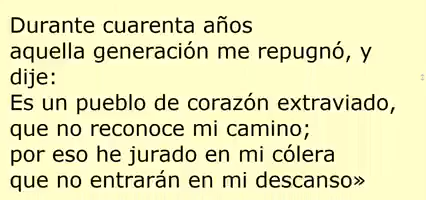 Durante cuarenta años
aquella generación me repugnó, y
dije:
Es un pueblo de corazón extraviado,
que no reconoce mi camino;
por eso he jurado en mi cólera
que no entrarán en mi descanso»